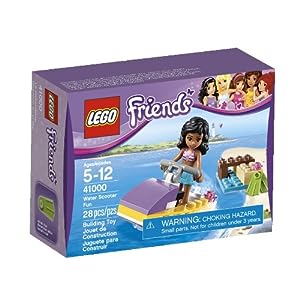 LEGO
Friends
Ages/edades
5-12
41000
Water Scooter
Fun
28 pcs/pzs
Building Toy
Jouet de
Construction
Juguete para
Construir
WARNING: CHOKING HAZARD.
Small parts. Not for children under 3 years.